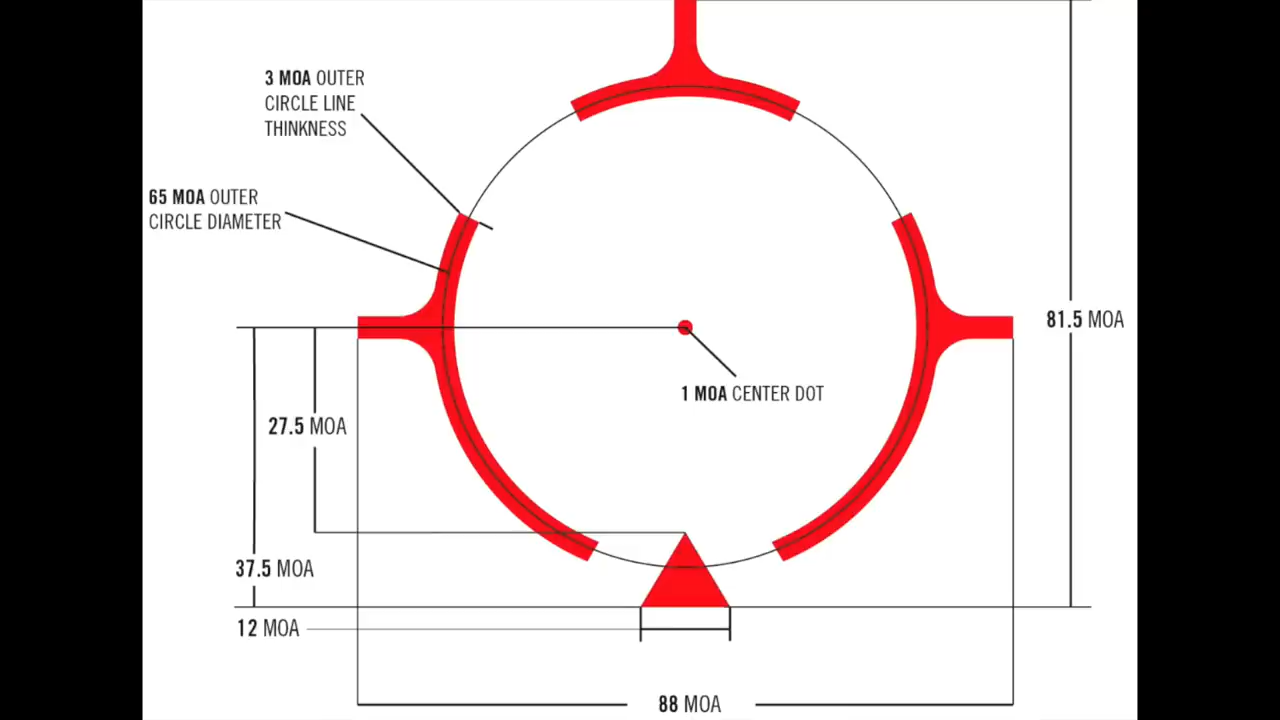 3 MOA OUTER
CIRCLE LINE
THINKNESS
65 MOA OUTER
CIRCLE DIAMETER
81.5 MOA
1 MOA CENTER DOT
27.5 MOA
37.5 MOA
12 MOA
88 MOA